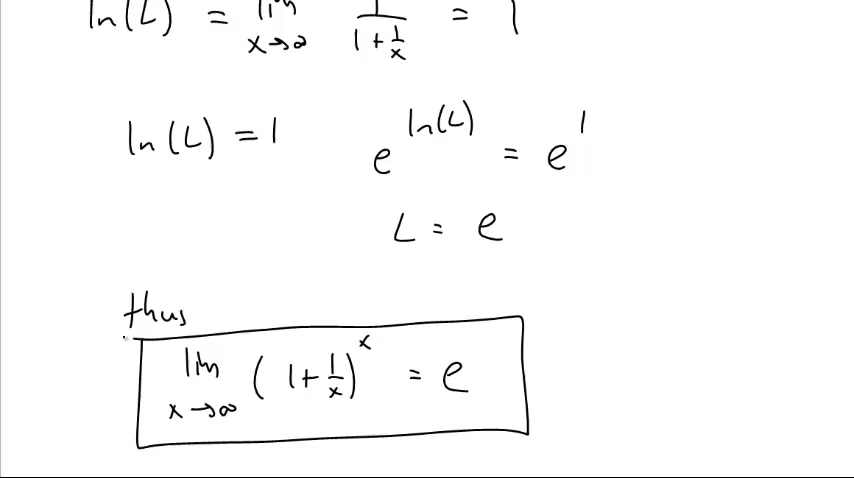 ln(L) = lim x→∞ 1/(1+1/x) = 1
ln(L) = 1
e^ln(L) = e^1
L = e
thus
lim x→∞ (1+1/x)^x = e